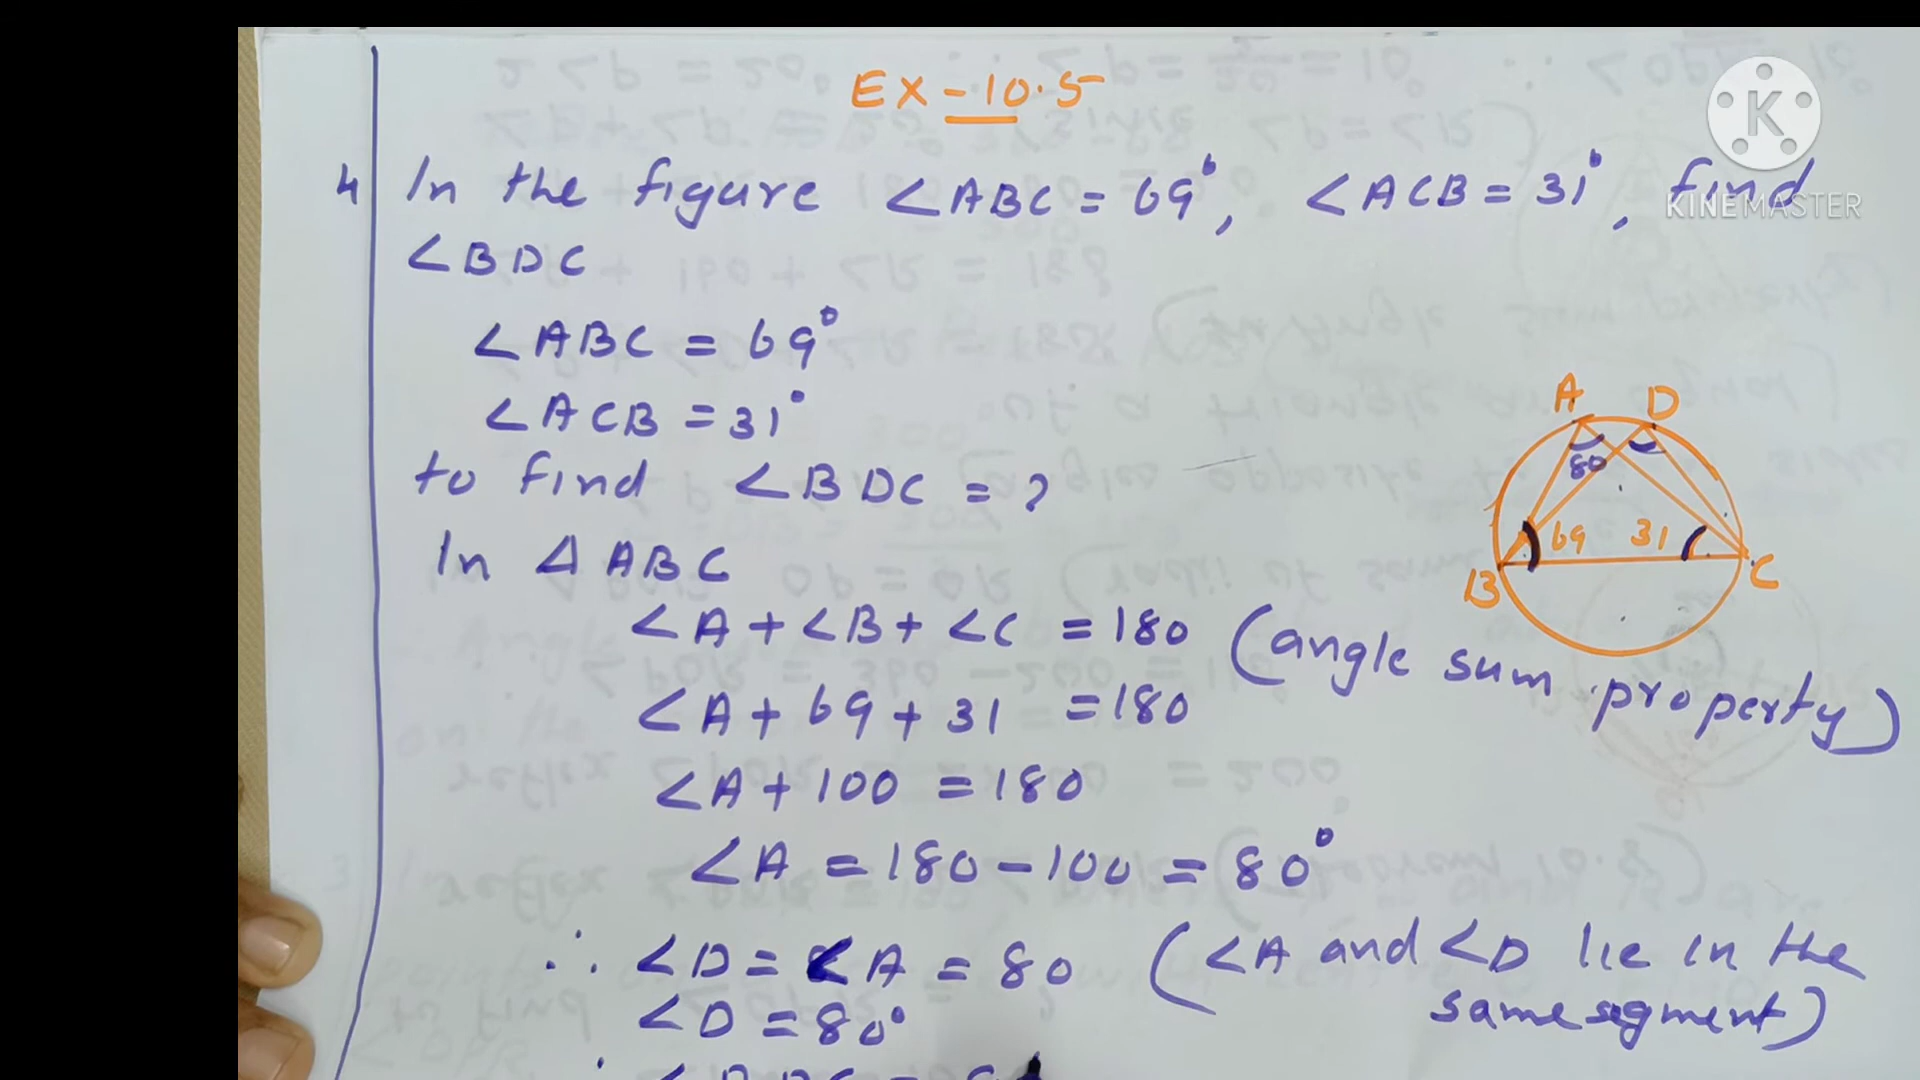 EX - 10.5
4 In the figure ∠ABC = 69°, ∠ACB = 31°, find
∠BDC
∠ABC = 69°
∠ACB = 31°
to find ∠BDC = ?
In △ABC
∠A + ∠B + ∠C = 180 (angle sum property)
∠A + 69 + 31 = 180
∠A + 100 = 180
∠A = 180 - 100 = 80°
∴ ∠D = ∠A = 80 (∠A and ∠D lie in the
same segment)
∠D = 80°
A D
80
69 31
B C
K
KINEMASTER